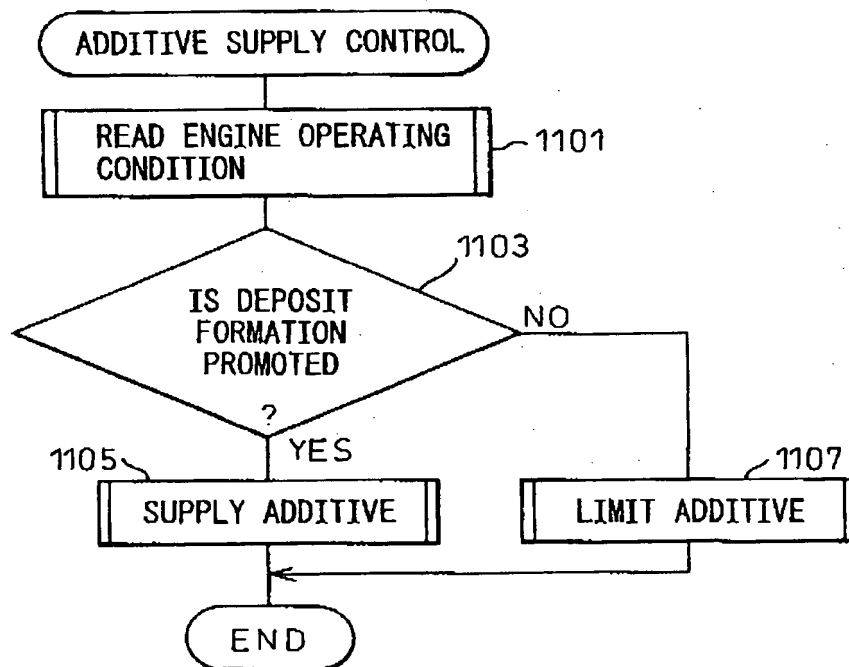 ADDITIVE SUPPLY CONTROL
READ ENGINE OPERATING
CONDITION
1101
1103
IS DEPOSIT
FORMATION
PROMOTED
?
NO
YES
1105
SUPPLY ADDITIVE
1107
LIMIT ADDITIVE
END